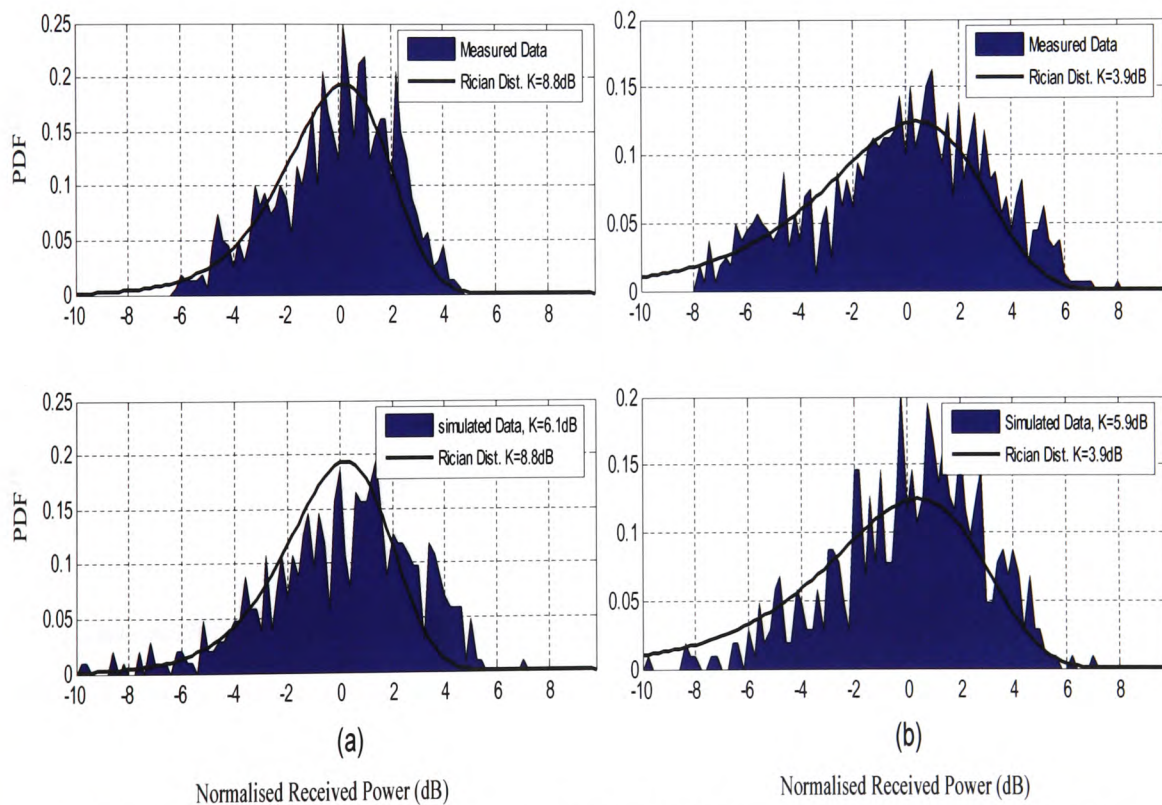 0.25
0.2
0.15
0.1
0.05
0
PDF
Measured Data
Rician Dist. K=8.8dB
-10 -8 -6 -4 -2 0 2 4 6 8
0.2
0.15
0.1
0.05
0
Measured Data
Rician Dist. K=3.9dB
-10 -8 -6 -4 -2 0 2 4 6 8
0.25
0.2
0.15
0.1
0.05
0
PDF
simulated Data, K=6.1dB
Rician Dist. K=8.8dB
-10 -8 -6 -4 -2 0 2 4 6 8
(a)
Normalised Received Power (dB)
0.2
0.15
0.1
0.05
0
Simulated Data, K=5.9dB
Rician Dist. K=3.9dB
-10 -8 -6 -4 -2 0 2 4 6 8
(b)
Normalised Received Power (dB)